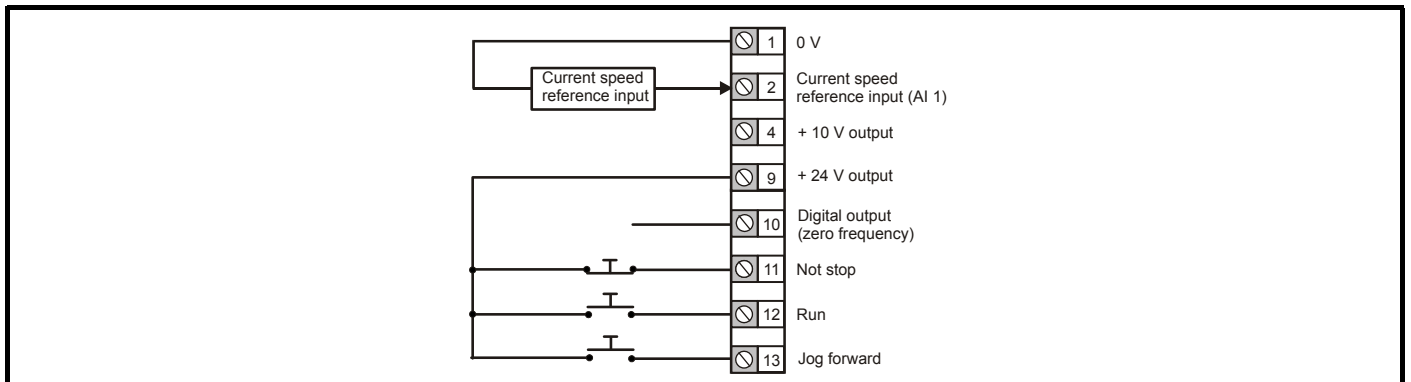 1 0 V
Current speed
reference input
2 Current speed
reference input (AI 1)
4 + 10 V output
9 + 24 V output
10 Digital output
(zero frequency)
11 Not stop
12 Run
13 Jog forward